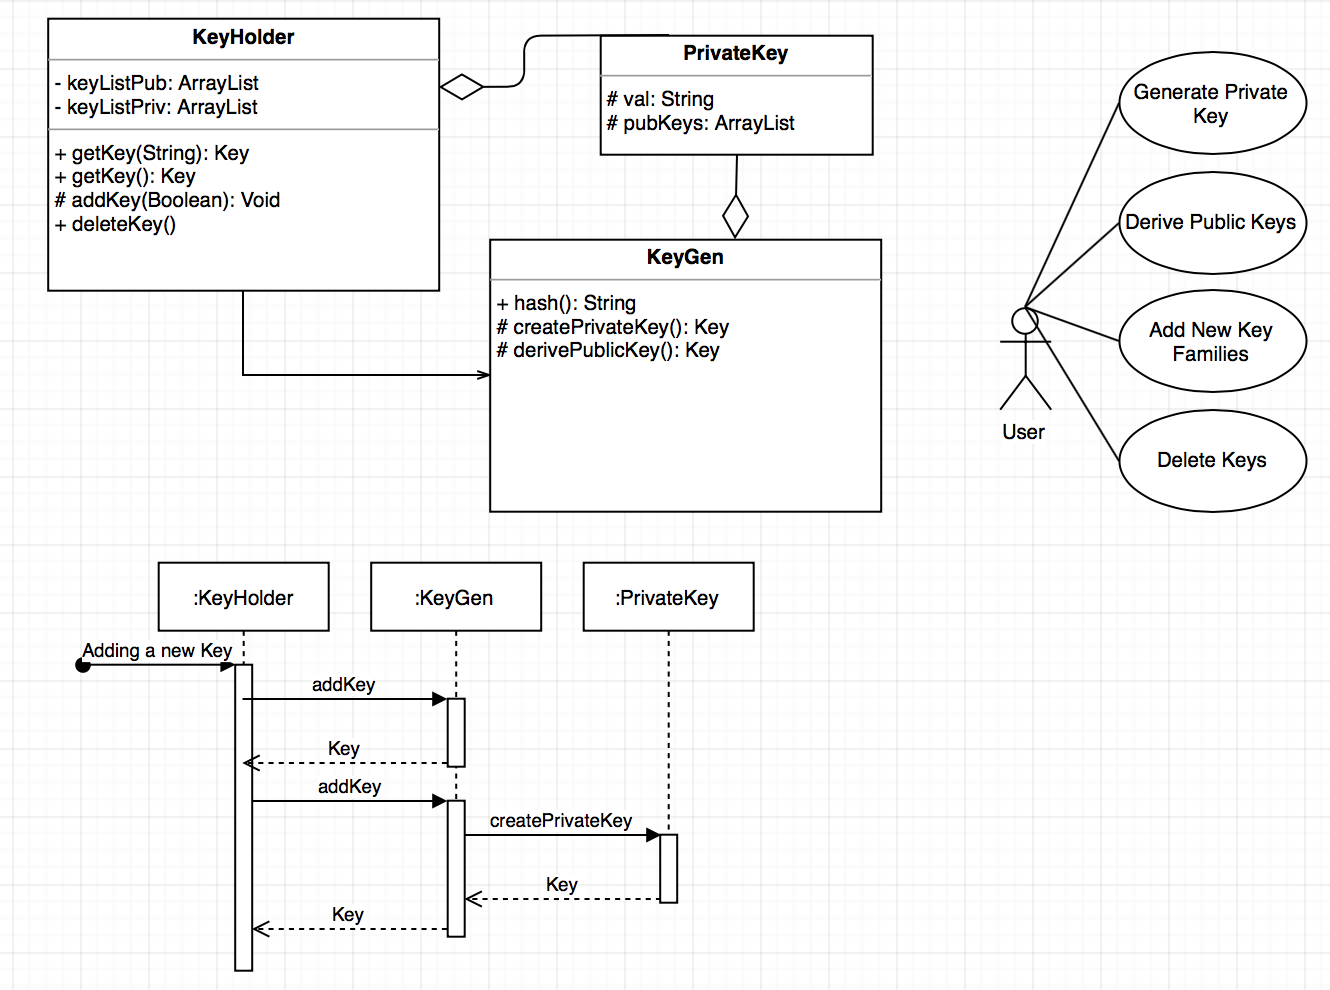 KeyHolder
- keyListPub: ArrayList
- keyListPriv: ArrayList
+ getKey(String): Key
+ getKey(): Key
# addKey(Boolean): Void
+ deleteKey()
PrivateKey
# val: String
# pubKeys: ArrayList
KeyGen
+ hash(): String
# createPrivateKey(): Key
# derivePublicKey(): Key
Generate Private
Key
Derive Public Keys
Add New Key
Families
Delete Keys
User
:KeyHolder
:KeyGen
:PrivateKey
Adding a new Key
addKey
Key
addKey
createPrivateKey
Key
Key